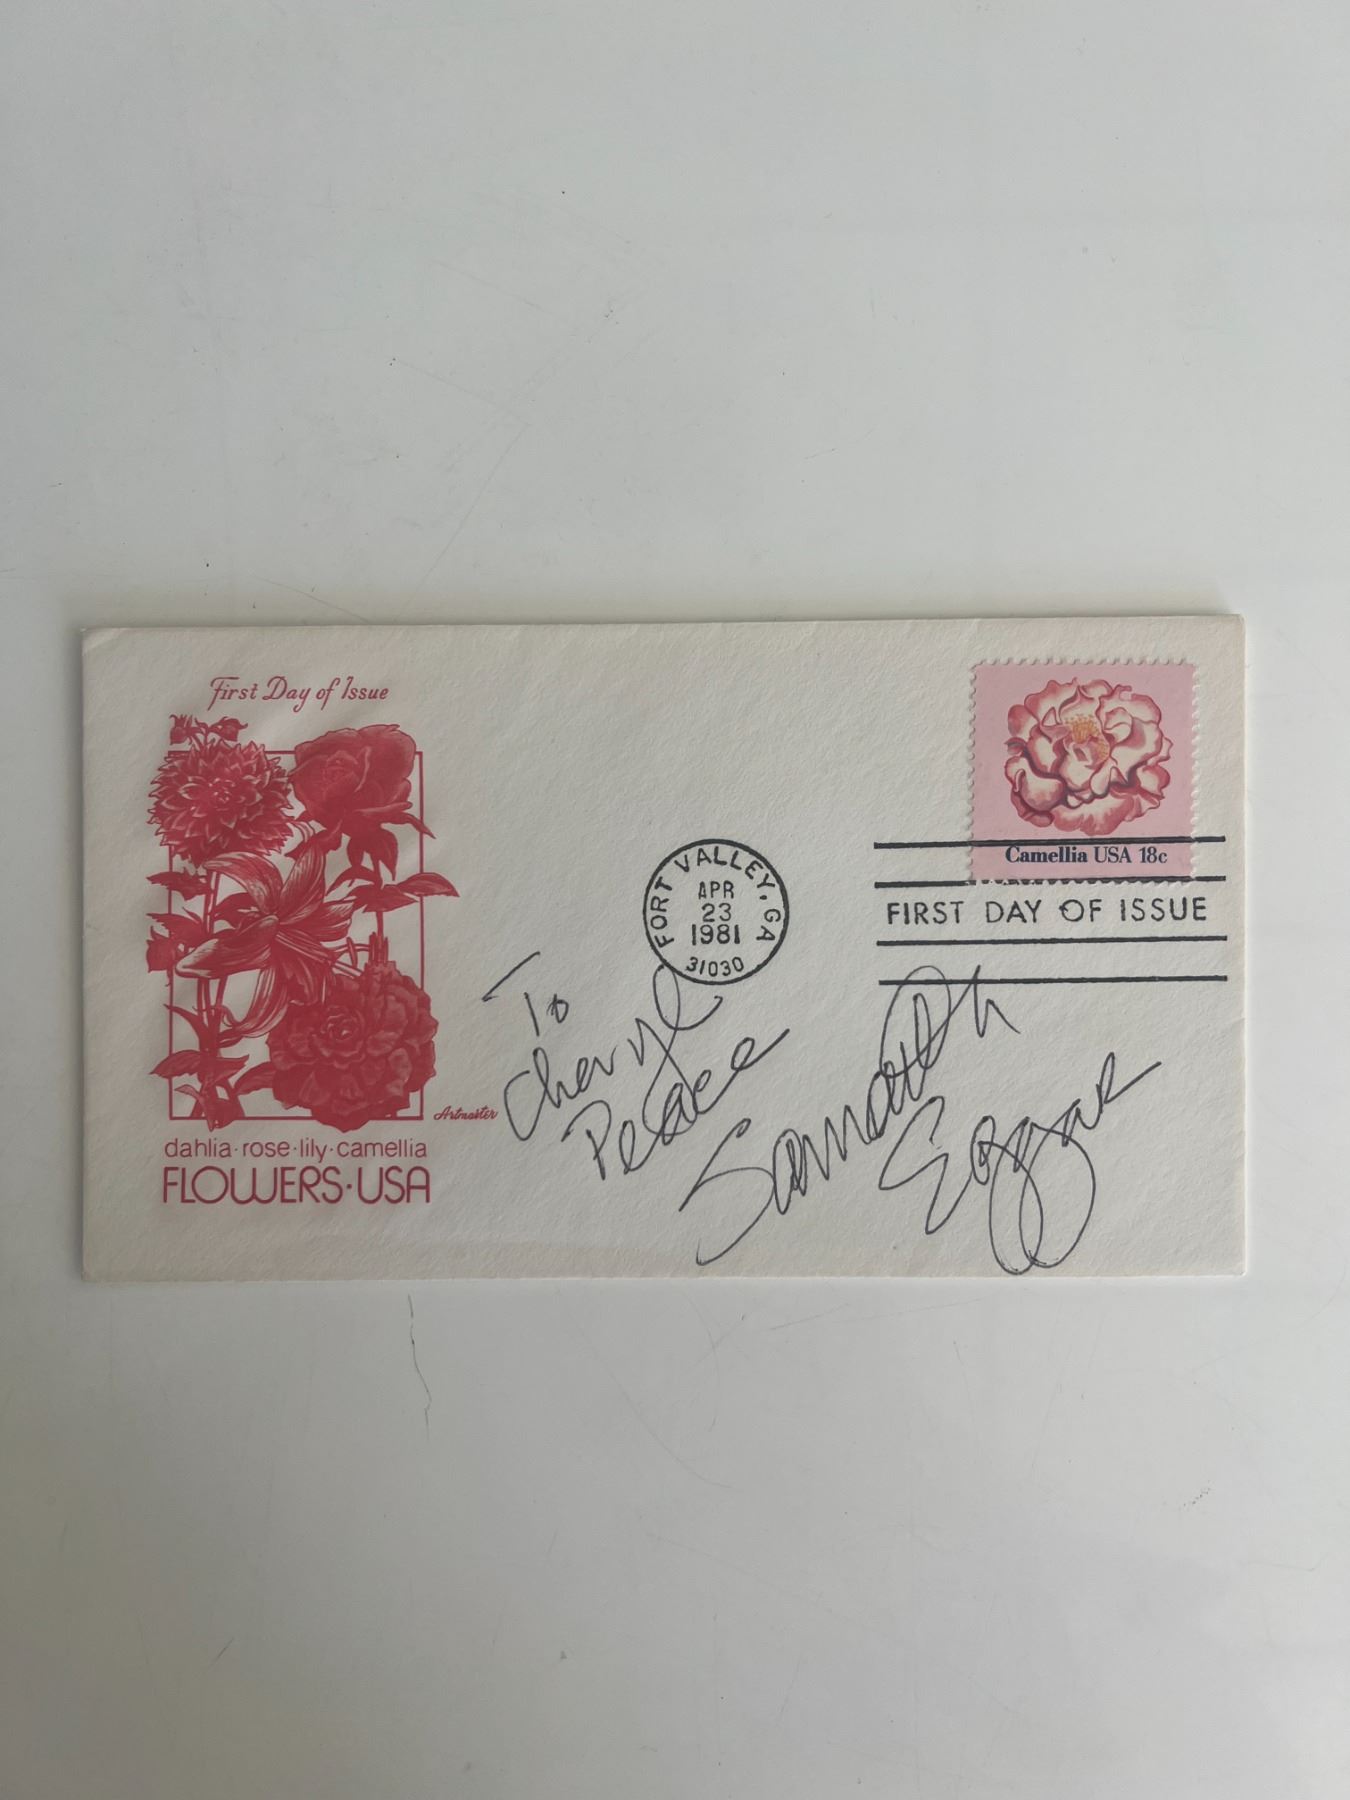 First Day of Issue
Artmaster
dahlia·rose·lily·camellia
FLOWERS·USA
FORT VALLEY, GA
APR
23
1981
31030
Camellia USA 18c
FIRST DAY OF ISSUE
To
Cheryl
Peace
Samantha
Eggar